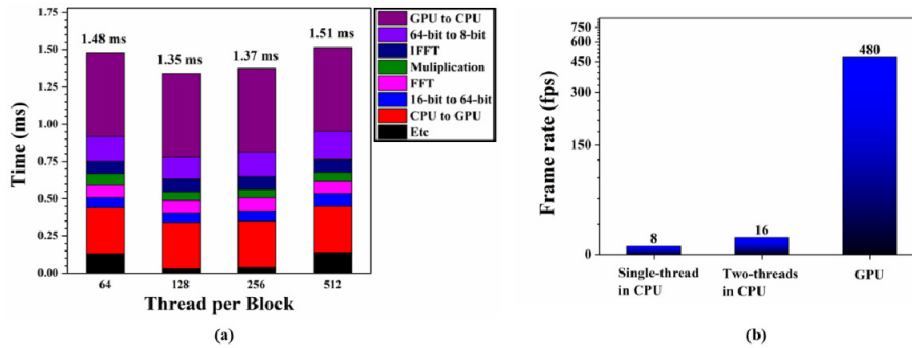 1.75
1.50
1.25
1.00
0.75
0.50
0.25
0.00
Time (ms)
1.48 ms
1.35 ms
1.37 ms
1.51 ms
64
128
256
512
Thread per Block
GPU to CPU
64-bit to 8-bit
IFFT
Muliplication
FFT
16-bit to 64-bit
CPU to GPU
Etc
(a)
750
600
450
300
150
0
Frame rate (fps)
8
16
480
Single-thread
in CPU
Two-threads
in CPU
GPU
(b)